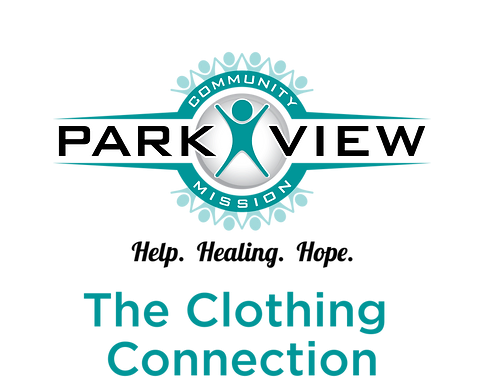 COMMUNITY
PARK VIEW
MISSION
Help. Healing. Hope.
The Clothing
Connection